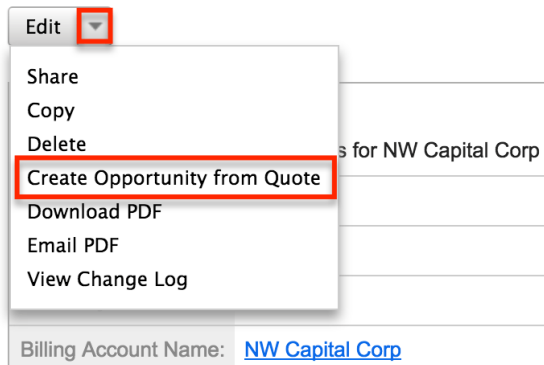 Edit
Share
Copy
Delete
s for NW Capital Corp
Create Opportunity from Quote
Download PDF
Email PDF
View Change Log
Billing Account Name: NW Capital Corp